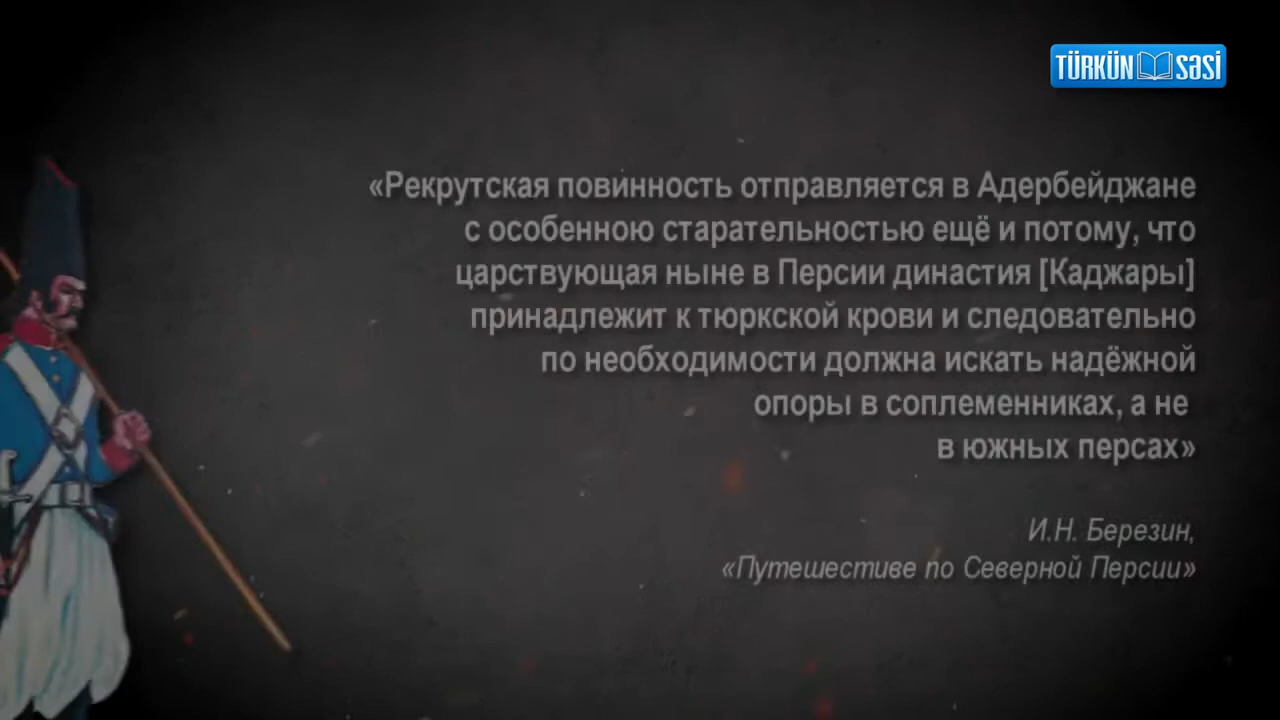 TÜRKÜN SƏSİ
«Рекрутская повинность отправляется в Адербейджане
с особенною старательностью ещё и потому, что
царствующая ныне в Персии династия [Каджары]
принадлежит к тюркской крови и следовательно
по необходимости должна искать надёжной
опоры в соплеменниках, а не
в южных персах»
И.Н. Березин,
«Путешестиве по Северной Персии»